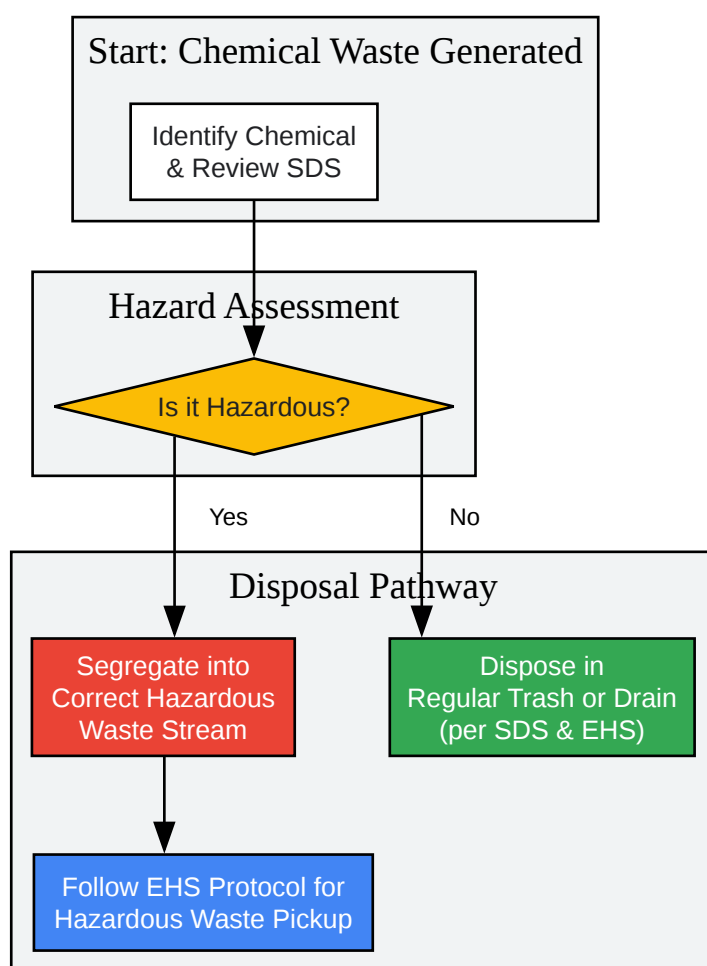 Start: Chemical Waste Generated
Identify Chemical
& Review SDS
Hazard Assessment
Is it Hazardous?
Yes
No
Disposal Pathway
Segregate into
Correct Hazardous
Waste Stream
Dispose in
Regular Trash or Drain
(per SDS & EHS)
Follow EHS Protocol for
Hazardous Waste Pickup